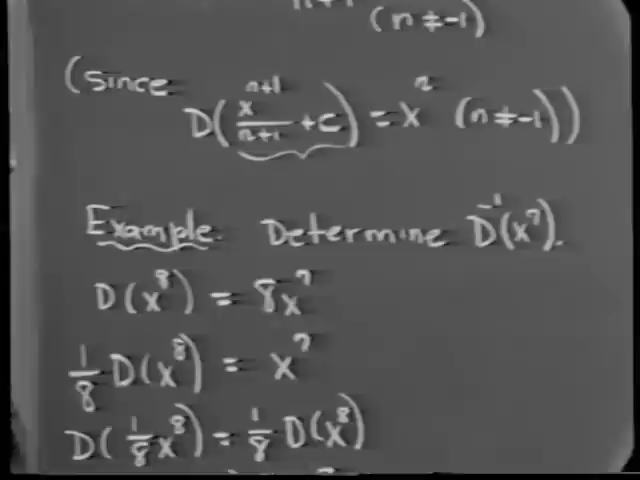 (n ≠ -1)
(since
D(x^{n+1}/(n+1) + c) = x^n (n ≠ -1))
Example. Determine D^{-1}(x^7).
D(x^8) = 8x^7
1/8 D(x^8) = x^7
D(1/8 x^8) = 1/8 D(x^8)